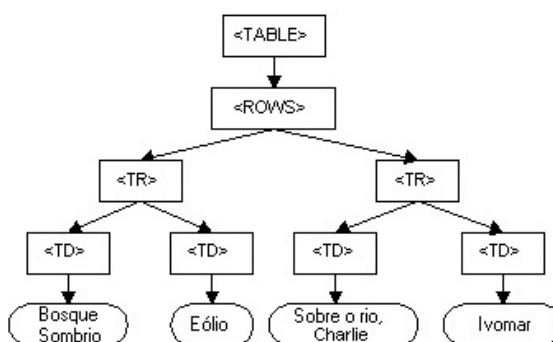 <TABLE>
<ROWS>
<TR>
<TR>
<TD>
<TD>
<TD>
<TD>
Bosque
Sombrio
Eólio
Sobre o rio,
Charlie
Ivomar